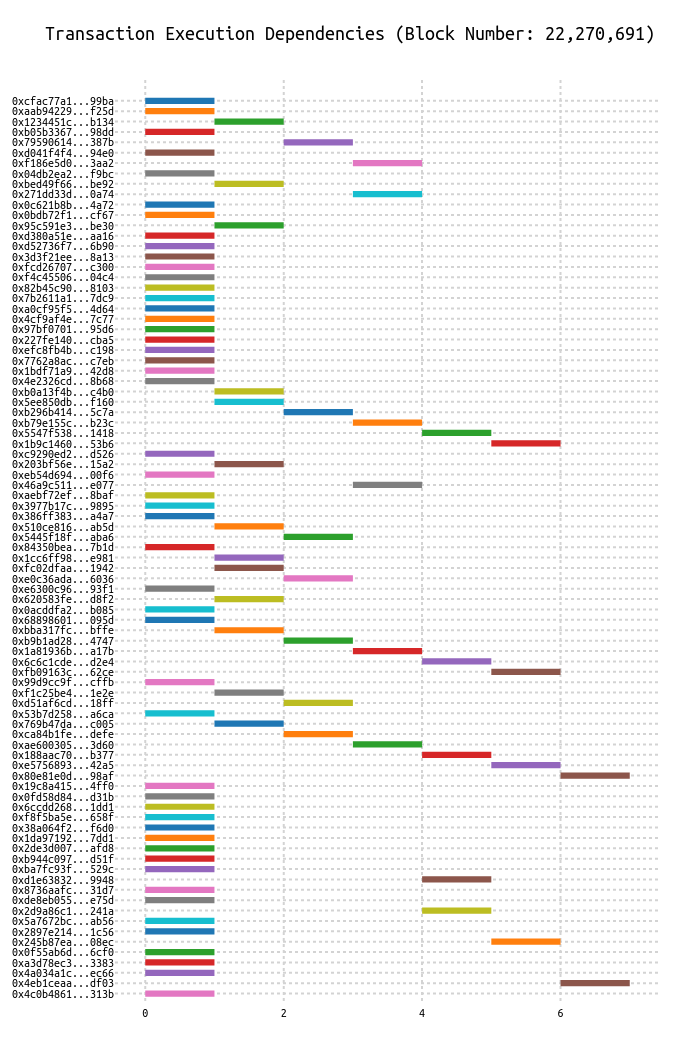 Transaction Execution Dependencies (Block Number: 22,270,691)
0xcfac77a1...99ba
0xaab94229...f25d
0x1234451c...b134
0xb05b3367...98dd
0x79590614...387b
0xd041f4f4...94e0
0xf186e5d0...3aa2
0x04db2ea2...f9bc
0xbed49f66...be92
0x271dd33d...0a74
0x0c621b8b...4a72
0x0bdb72f1...cf67
0x95c591e3...be30
0xd380a51e...aa16
0xd52736f7...6b90
0x3d3f21ee...8a13
0xfcd26707...c300
0xf4c45506...04c4
0x82b45c90...8103
0x7b2611a1...7dc9
0xa0cf95f5...4d64
0x4cf9af4e...7c77
0x97bf0701...95d6
0x227fe140...cba5
0xefc8fb4b...c198
0x7762a8ac...c7eb
0x1bdf71a9...42d8
0x4e2326cd...8b68
0xb0a13f4b...c4b0
0x5ee850db...f160
0xb296b414...5c7a
0xb79e155c...b23c
0x5547f538...1418
0x1b9c1460...53b6
0xc9290ed2...d526
0x203bf56e...15a2
0xeb54d694...00f6
0x46a9c511...e077
0xaebf72ef...8baf
0x3977b17c...9895
0x386ff383...a4a7
0x510ce816...ab5d
0x5445f18f...aba6
0x84350bea...7b1d
0x1cc6ff98...e981
0xfc02dfaa...1942
0xe0c36ada...6036
0xe6300c96...93f1
0x620583fe...d8f2
0x0acddfa2...b085
0x68898601...095d
0xbba317fc...bffe
0xb9b1ad28...4747
0x1a81936b...a17b
0x6c6c1cde...d2e4
0xfb09163c...62ce
0x99d9cc9f...cffb
0xf1c25be4...1e2e
0xd51af6cd...18ff
0x53b7d258...a6ca
0x769b47da...c005
0xca84b1fe...defe
0xae600305...3d60
0x188aac70...b377
0xe5756893...42a5
0x80e81e0d...98af
0x19c8a415...4ff0
0x0fd58d84...d31b
0x6ccdd268...1dd1
0xf8f5ba5e...658f
0x38a064f2...f6d0
0x1da97192...7dd1
0x2de3d007...afd8
0xb944c097...d51f
0xba7fc93f...529c
0xd1e63832...9948
0x8736aafc...31d7
0xde8eb055...e75d
0x2d9a86c1...241a
0x5a7672bc...ab56
0x2897e214...1c56
0x245b87ea...08ec
0x0f55ab6d...6cf0
0xa3d78ec3...3383
0x4a034a1c...ec66
0x4eb1ceaa...df03
0x4c0b4861...313b
0 2 4 6